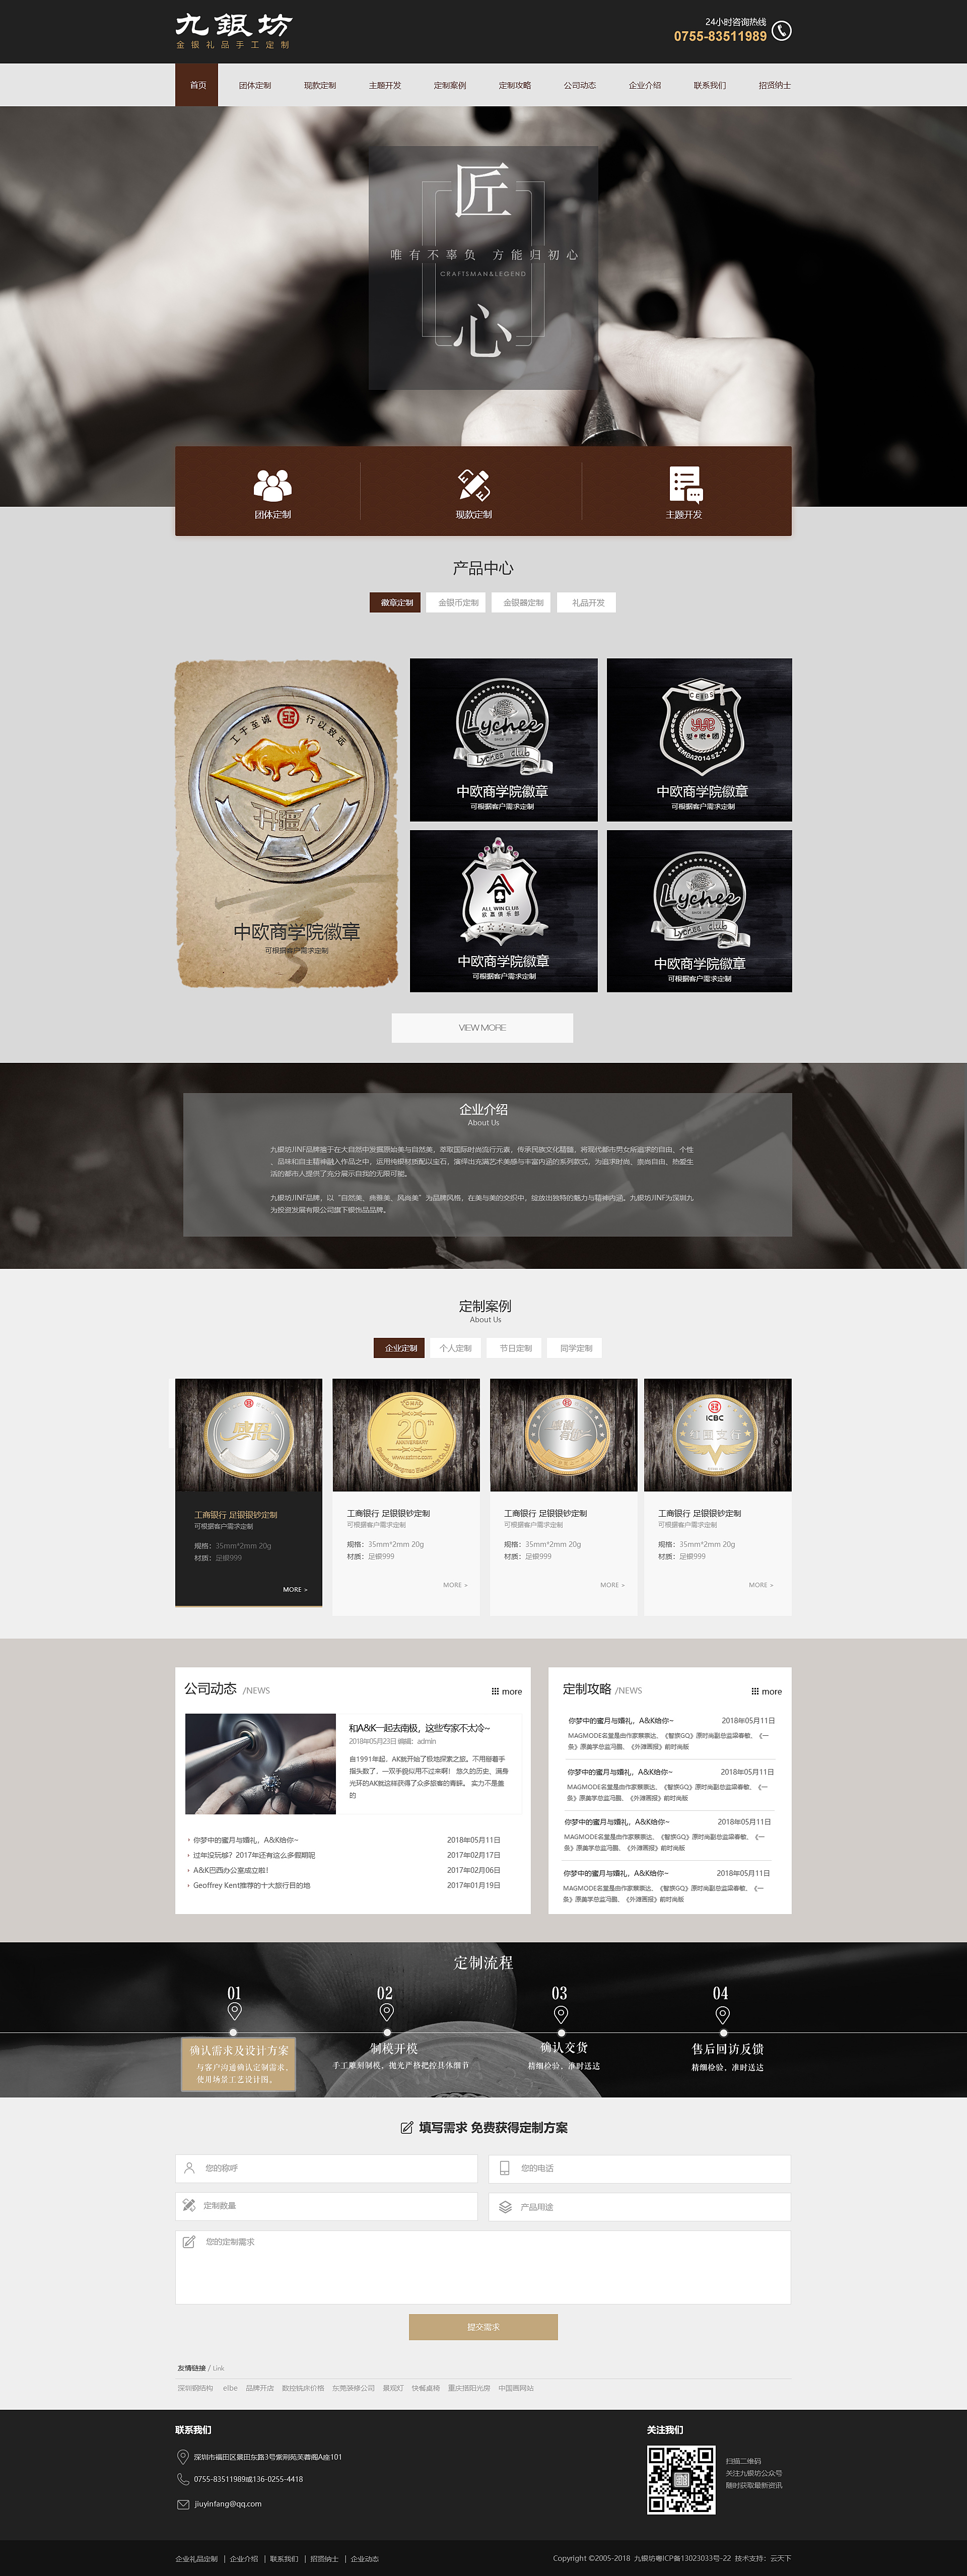 九銀坊
金银礼品手工定制
24小时咨询热线
0755-83511989
首页 团体定制 现款定制 主题开发 定制案例 定制攻略 公司动态 企业介绍 联系我们 招贤纳士
匠
唯有不辜负 方能归初心
CRAFTSMAN&LEGEND
心
团体定制 现款定制 主题开发
产品中心
徽章定制 金银币定制 金银器定制 礼品开发
工于至诚 行以致远
中欧商学院徽章
可根据客户需求定制
Lychee
Lychee club
中欧商学院徽章
可根据客户需求定制
CEIBS
爱·悦·团
EMBA2014SZ
中欧商学院徽章
可根据客户需求定制
ALL WIN CLUB
欧赢俱乐部
中欧商学院徽章
可根据客户需求定制
Lychee
Lychee club
中欧商学院徽章
可根据客户需求定制
VIEW MORE
企业介绍
About Us
九银坊JINF品牌擅于在大自然中发掘原始美与自然美，萃取国际时尚流行元素，传承民族文化精髓，将现代都市男女所追求的自由、个性
、品味和自主精神融入作品之中，运用纯银材质配以宝石，演绎出充满艺术美感与丰富内涵的系列款式，为追求时尚、崇尚自由、热爱生
活的都市人提供了充分展示自我的无限可能。
九银坊JINF品牌，以“自然美、典雅美、风尚美”为品牌风格，在美与美的交织中，绽放出独特的魅力与精神内涵。九银坊JINF为深圳九
为投资发展有限公司旗下银饰品品牌。
定制案例
About Us
企业定制 个人定制 节日定制 同学定制
20th
ANNIVERSARY
ICBC
工商银行 足银银钞定制
可根据客户需求定制
规格：35mm*2mm 20g
材质：足银999
MORE >
工商银行 足银银钞定制
可根据客户需求定制
规格：35mm*2mm 20g
材质：足银999
MORE >
工商银行 足银银钞定制
可根据客户需求定制
规格：35mm*2mm 20g
材质：足银999
MORE >
工商银行 足银银钞定制
可根据客户需求定制
规格：35mm*2mm 20g
材质：足银999
MORE >
公司动态 /NEWS more
和A&K一起去南极，这些专家不太冷~
2018年05月23日 编辑：admin
自1991年起，AK就开始了极地探索之旅。不用掰着手
指头数了，一双手貌似用不过来啊！ 悠久的历史、满身
光环的AK就这样获得了众多旅客的青睐。 实力不是盖
的
你梦中的蜜月与婚礼，A&K给你~ 2018年05月11日
过年没玩够？2017年还有这么多假期呢 2017年02月17日
A&K巴西办公室成立啦！ 2017年02月06日
Geoffrey Kent推荐的十大旅行目的地 2017年01月19日
定制攻略 /NEWS more
你梦中的蜜月与婚礼，A&K给你~ 2018年05月11日
MAGMODE名堂是由作家蔡崇达、《智族GQ》原时尚副总监梁春敏、《一
条》原美学总监冯鹏、《外滩画报》前时尚版
你梦中的蜜月与婚礼，A&K给你~ 2018年05月11日
MAGMODE名堂是由作家蔡崇达、《智族GQ》原时尚副总监梁春敏、《一
条》原美学总监冯鹏、《外滩画报》前时尚版
你梦中的蜜月与婚礼，A&K给你~ 2018年05月11日
MAGMODE名堂是由作家蔡崇达、《智族GQ》原时尚副总监梁春敏、《一
条》原美学总监冯鹏、《外滩画报》前时尚版
你梦中的蜜月与婚礼，A&K给你~ 2018年05月11日
MAGMODE名堂是由作家蔡崇达、《智族GQ》原时尚副总监梁春敏、《一
条》原美学总监冯鹏、《外滩画报》前时尚版
定制流程
01 02 03 04
确认需求及设计方案
与客户沟通确认定制需求，
使用场景工艺设计图。
制模开模
手工雕刻制模，抛光严格把控具体细节
确认交货
精细检验，准时送达
售后回访反馈
精细检验，准时送达
填写需求 免费获得定制方案
您的称呼 您的电话
定制数量 产品用途
您的定制需求
提交需求
友情链接 / Link
深圳钢结构 elbe 品牌开店 数控铣床价格 东莞装修公司 景观灯 快餐桌椅 重庆搭阳光房 中国画网站
联系我们
深圳市福田区景田东路3号紫荆苑芙蓉阁A座101
0755-83511989或136-0255-4418
jiuyinfang@qq.com
关注我们
扫描二维码
关注九银坊公众号
随时获取最新资讯
企业礼品定制 | 企业介绍 | 联系我们 | 招贤纳士 | 企业动态
Copyright ©2005-2018 九银坊粤ICP备13023033号-22 技术支持：云天下